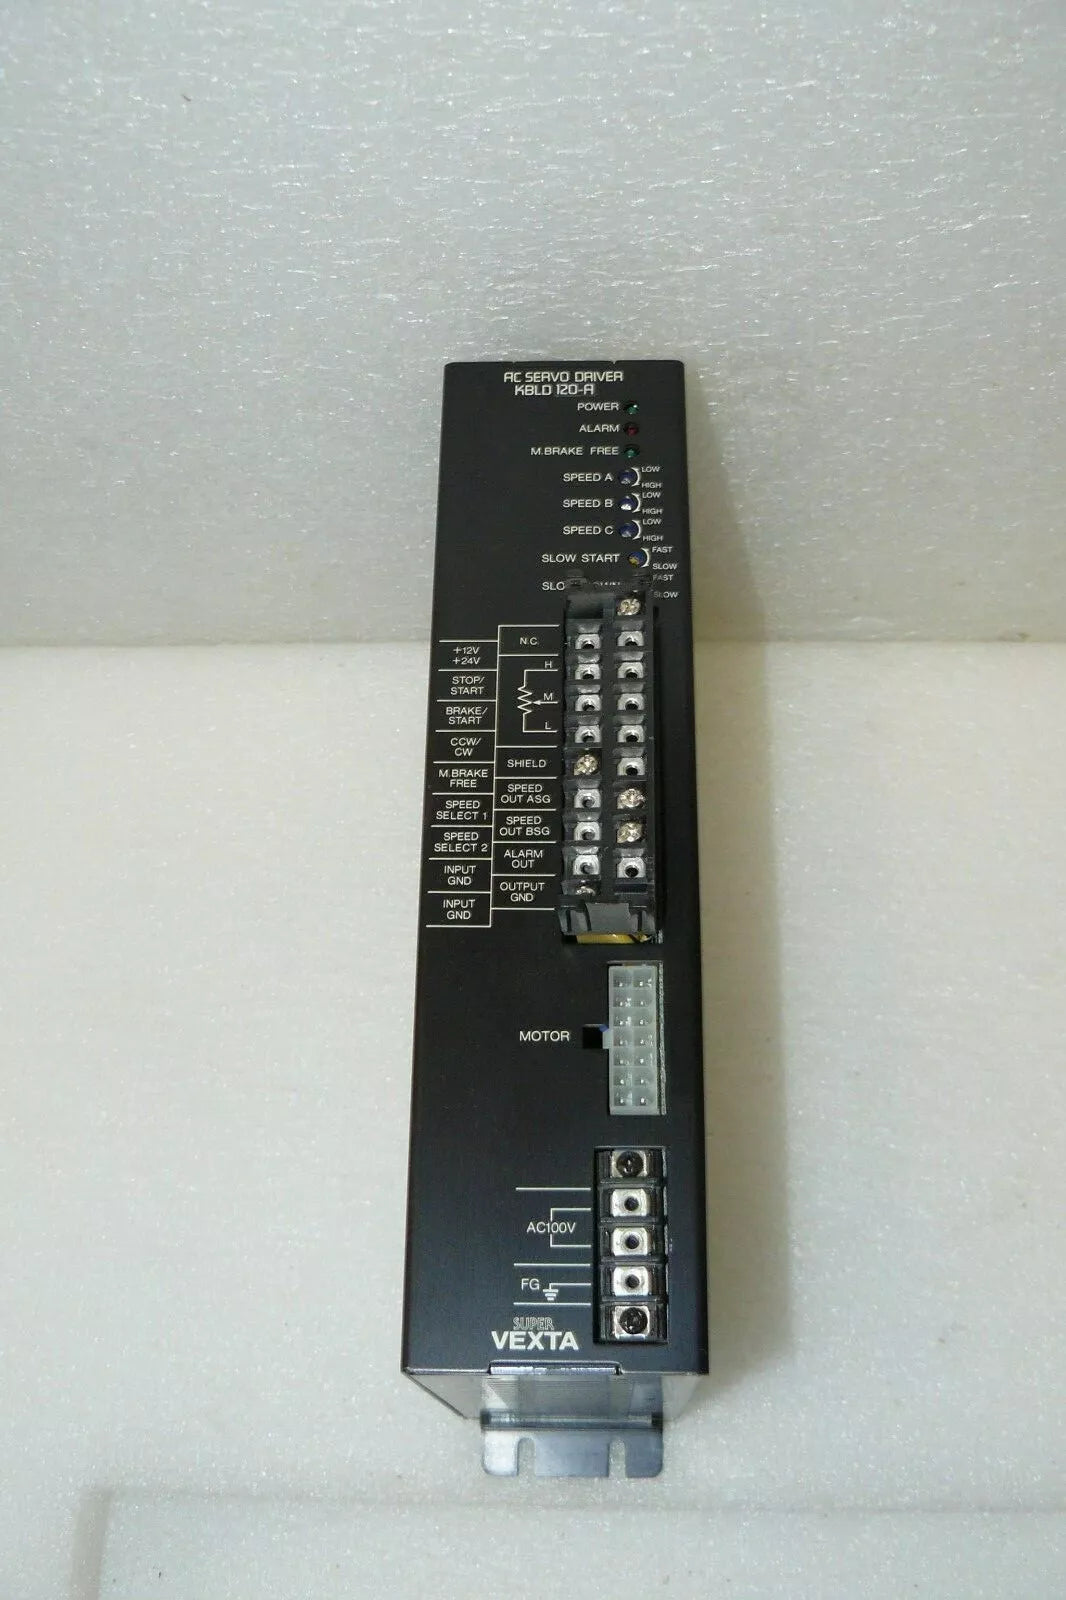 AC SERVO DRIVER
KBLD 120-A
POWER
ALARM
M.BRAKE FREE
SPEED A
LOW
HIGH
SPEED B
LOW
HIGH
SPEED C
LOW
HIGH
SLOW START
FAST
SLOW
FAST
SLOW
+12V
+24V
STOP/
START
BRAKE/
START
CCW/
CW
M.BRAKE
FREE
SPEED
SELECT 1
SPEED
SELECT 2
INPUT
GND
INPUT
GND
N.C.
H
M
L
SHIELD
SPEED
OUT ASG
SPEED
OUT BSG
ALARM
OUT
OUTPUT
GND
MOTOR
AC100V
FG
SUPER
VEXTA